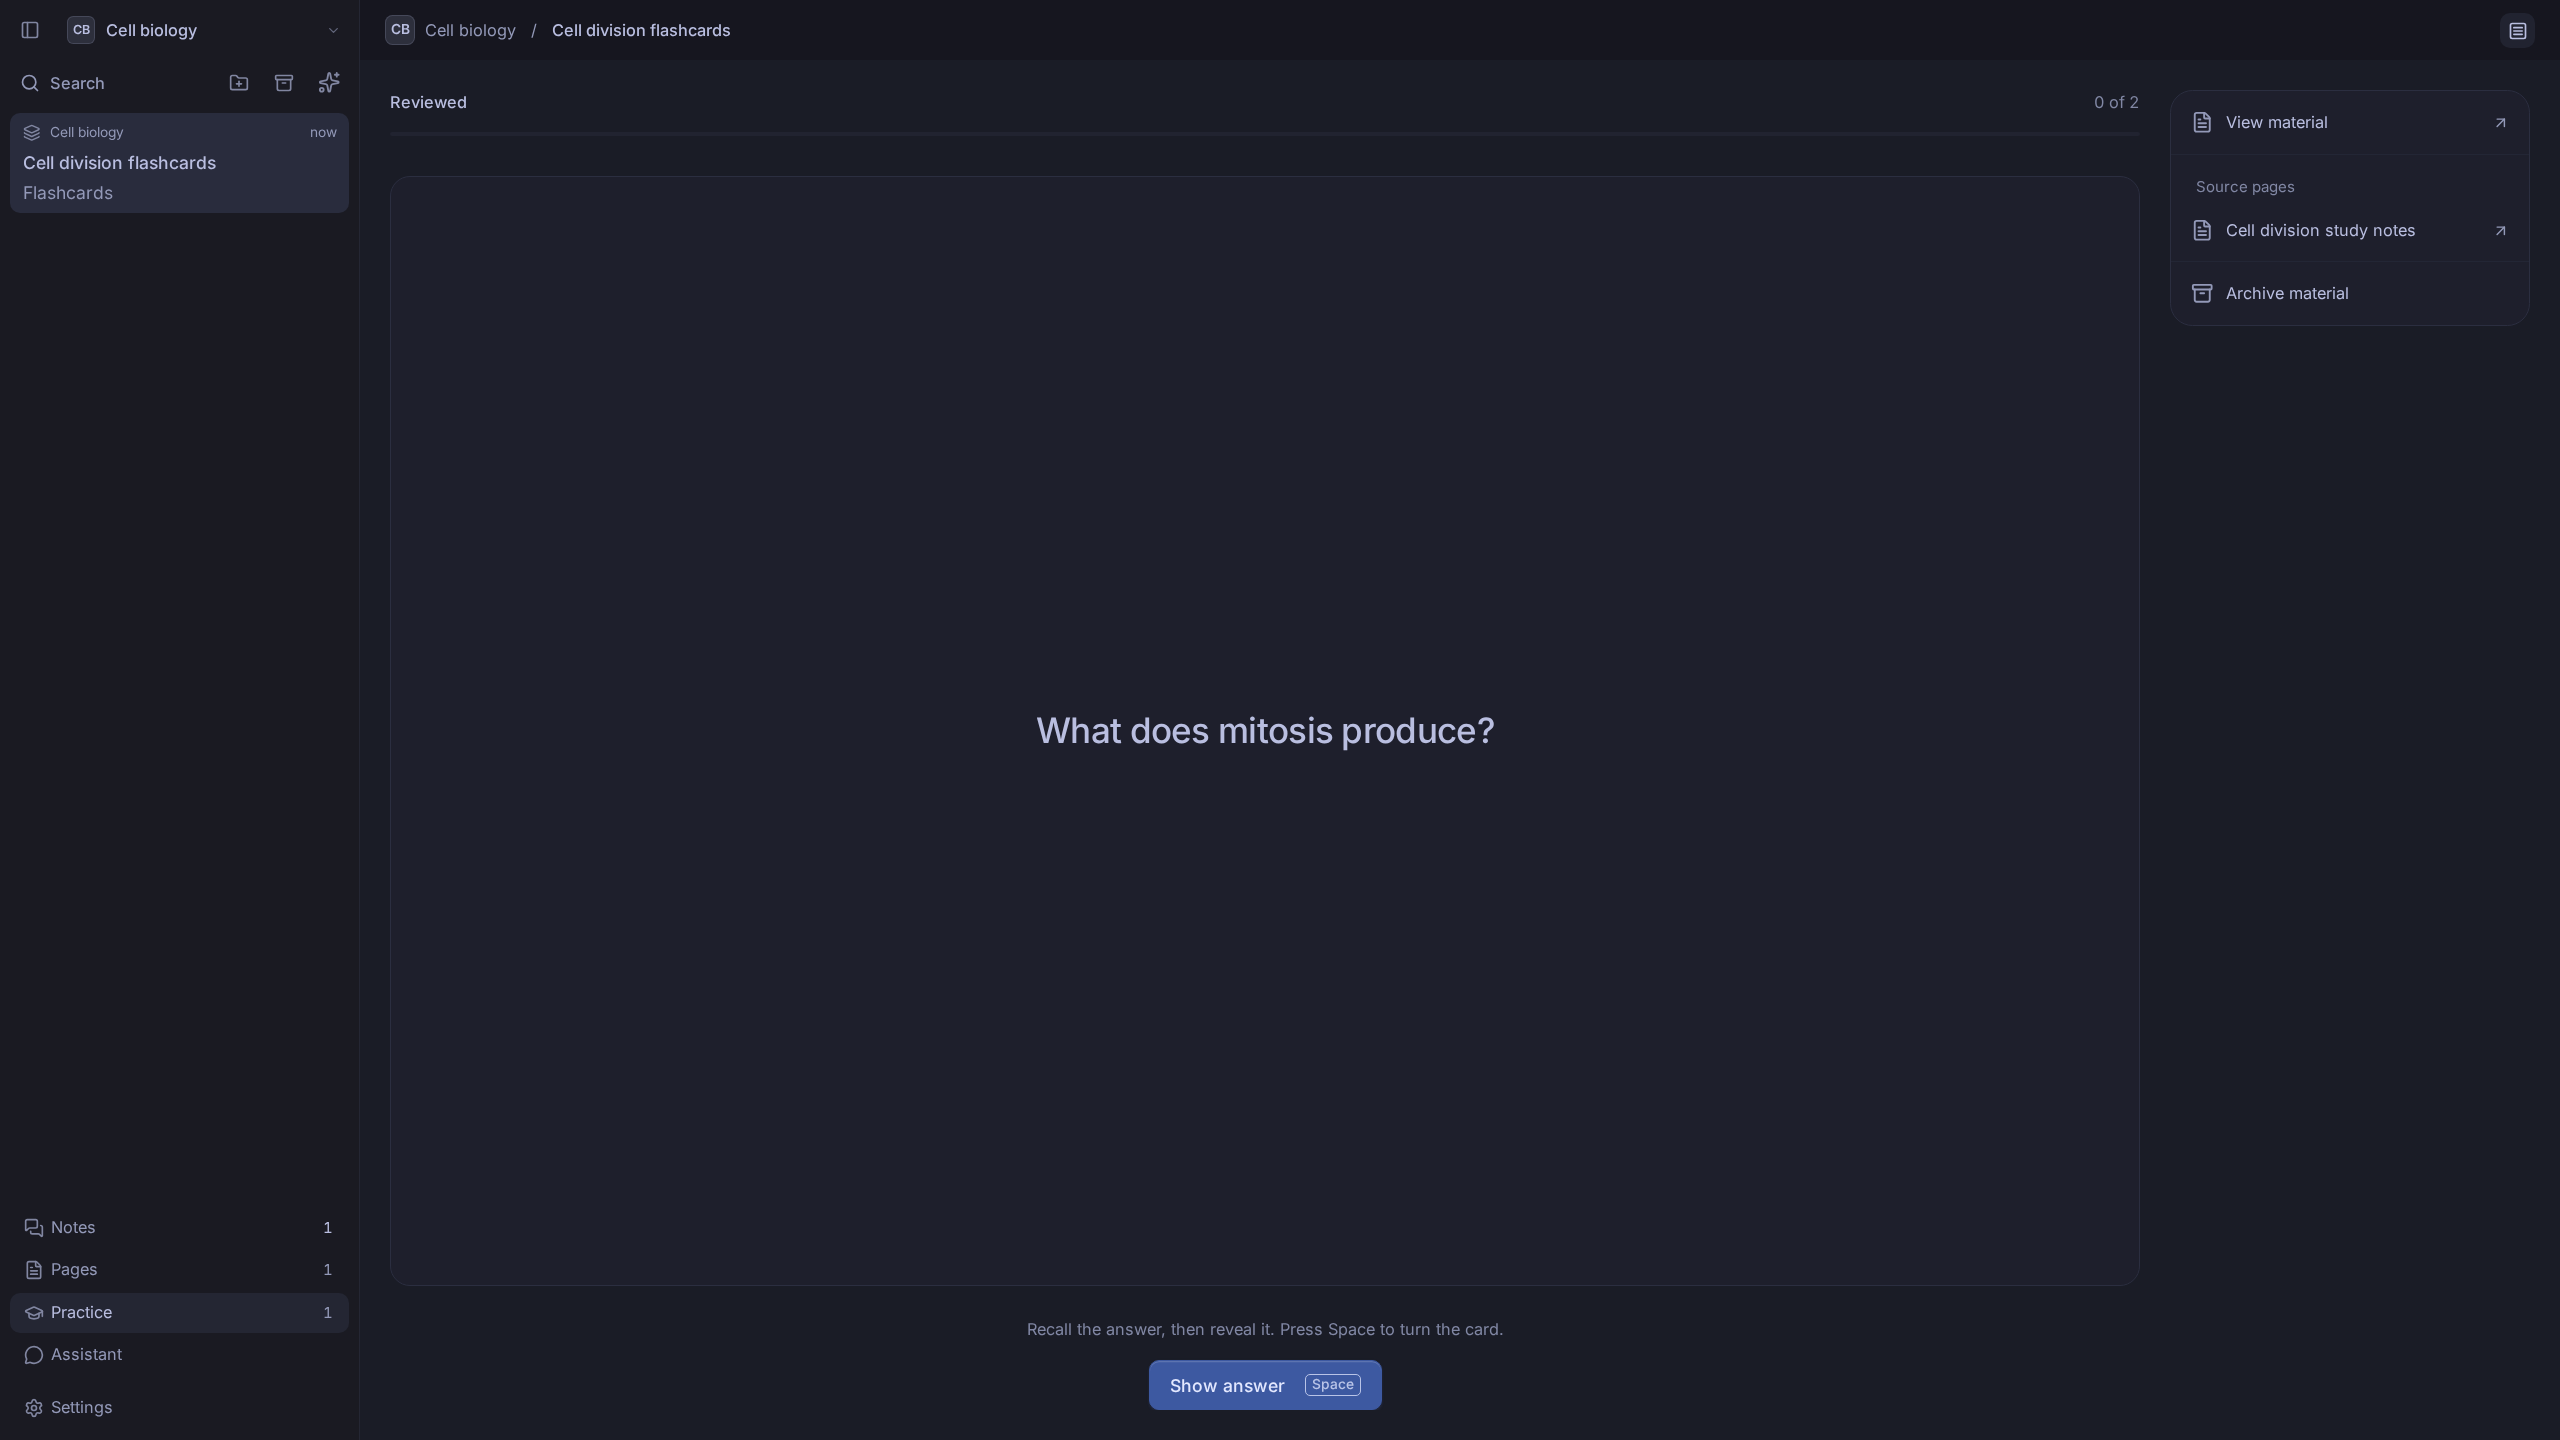 CB Cell biology
Search
Cell biology now
Cell division flashcards
Flashcards
Notes 1
Pages 1
Practice 1
Assistant
Settings
CB Cell biology / Cell division flashcards
Reviewed 0 of 2
What does mitosis produce?
Recall the answer, then reveal it. Press Space to turn the card.
Show answer Space
View material
Source pages
Cell division study notes
Archive material